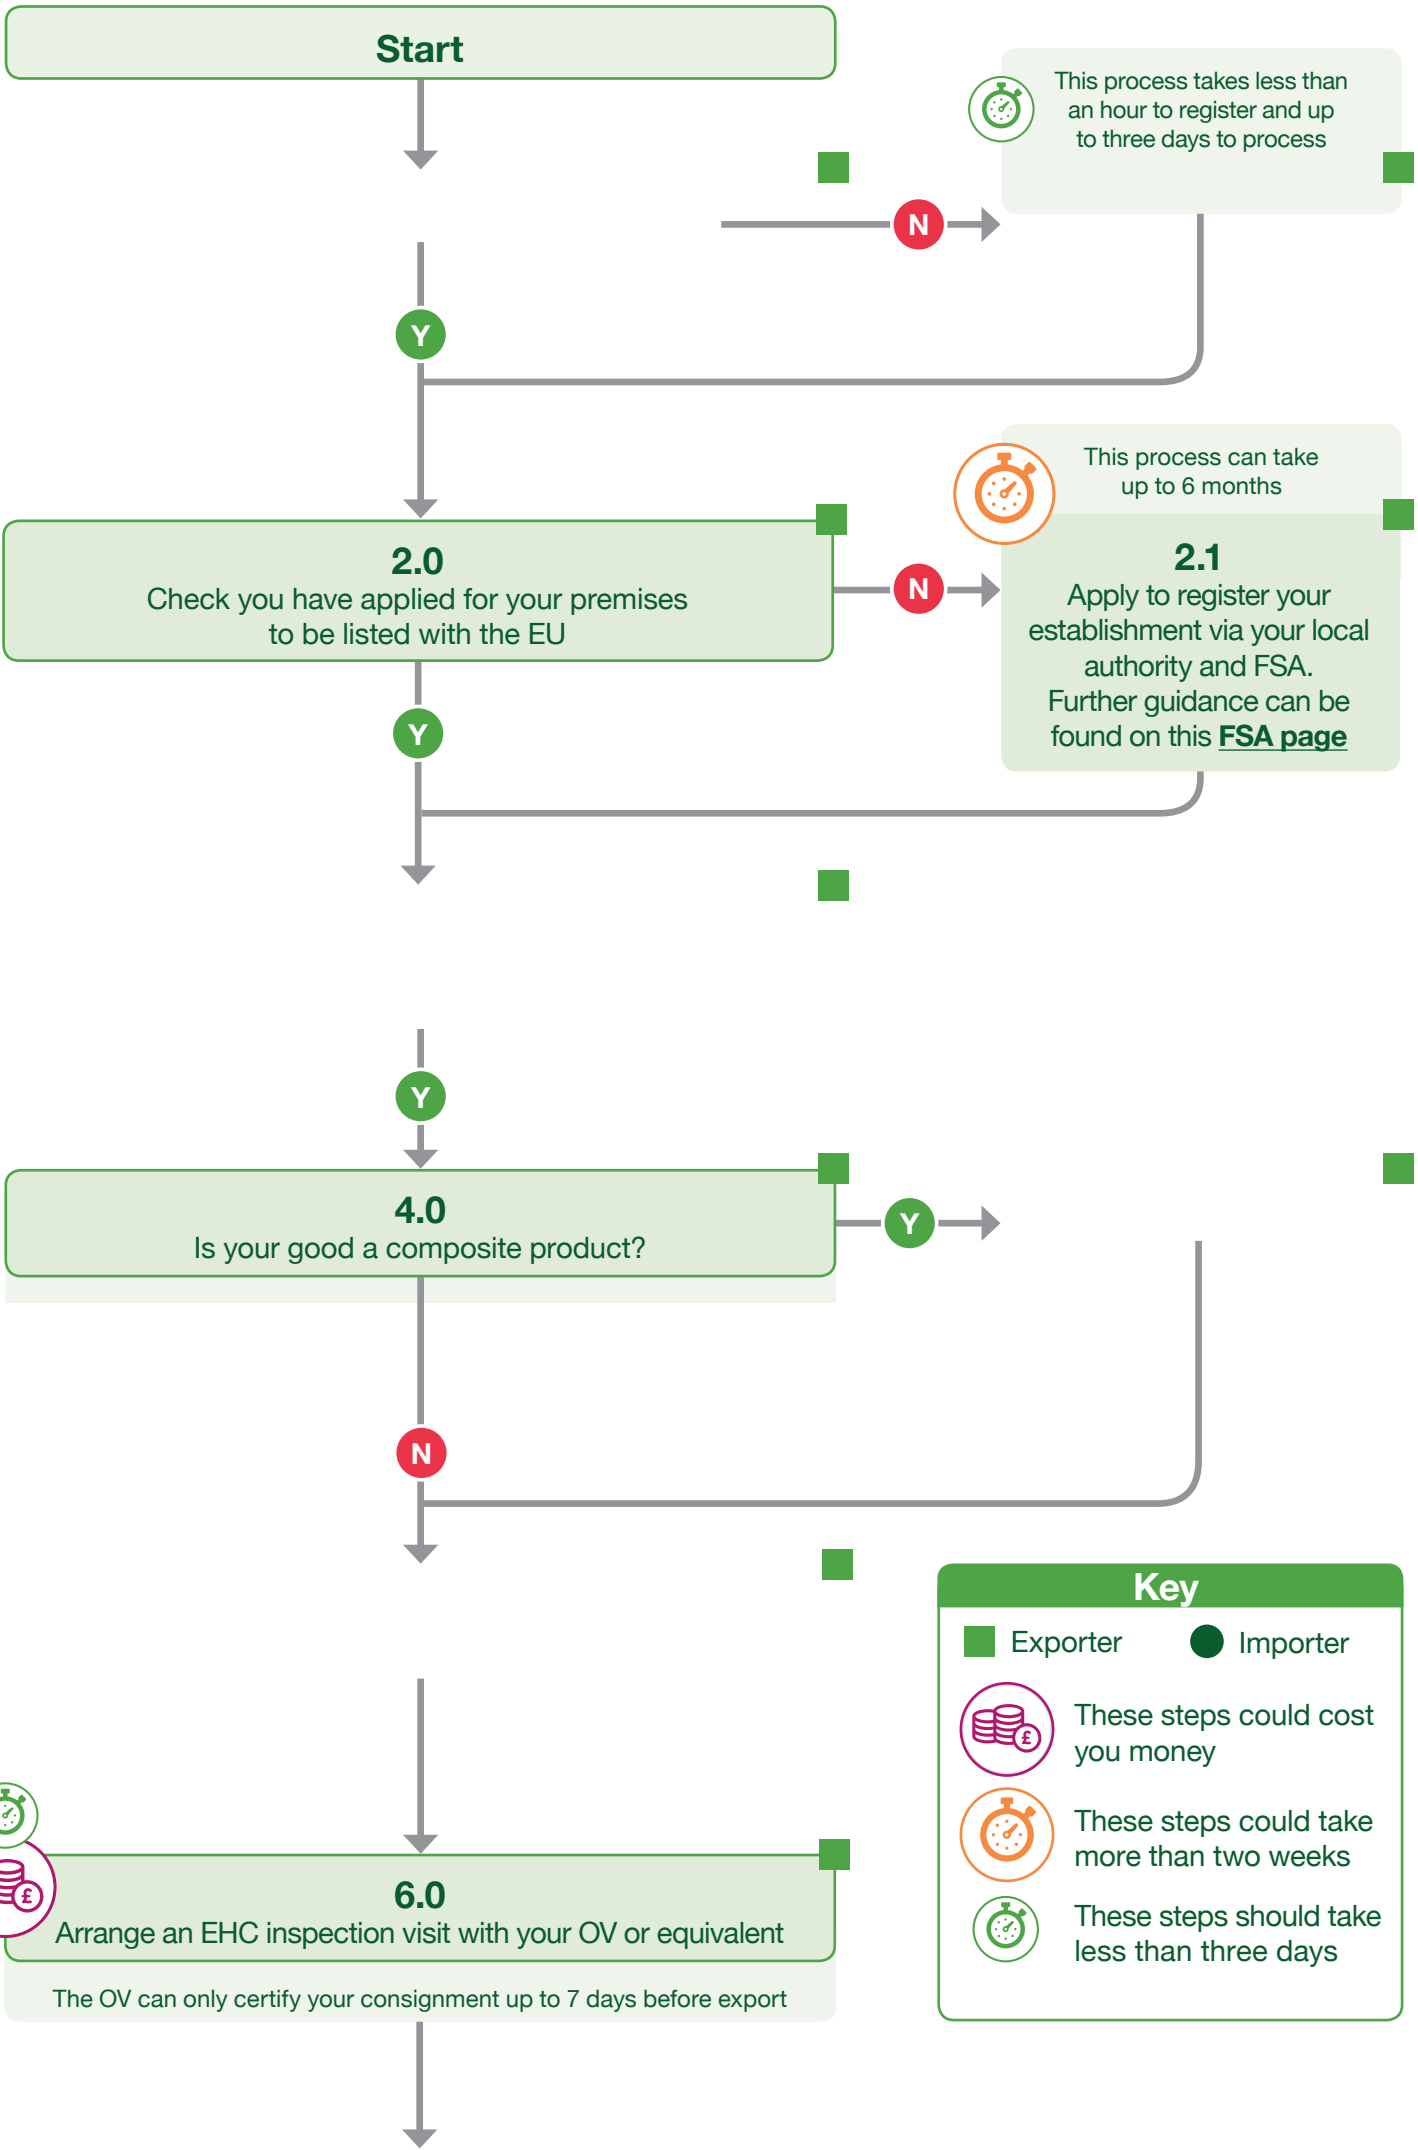 Start
This process takes less than
an hour to register and up
to three days to process
N
Y
This process can take
up to 6 months
2.0
Check you have applied for your premises
to be listed with the EU
N
2.1
Apply to register your
establishment via your local
authority and FSA.
Further guidance can be
found on this FSA page
Y
Y
4.0
Is your good a composite product?
Y
N
Key
Exporter
Importer
£
These steps could cost
you money
These steps could take
more than two weeks
These steps should take
less than three days
£
6.0
Arrange an EHC inspection visit with your OV or equivalent
The OV can only certify your consignment up to 7 days before export